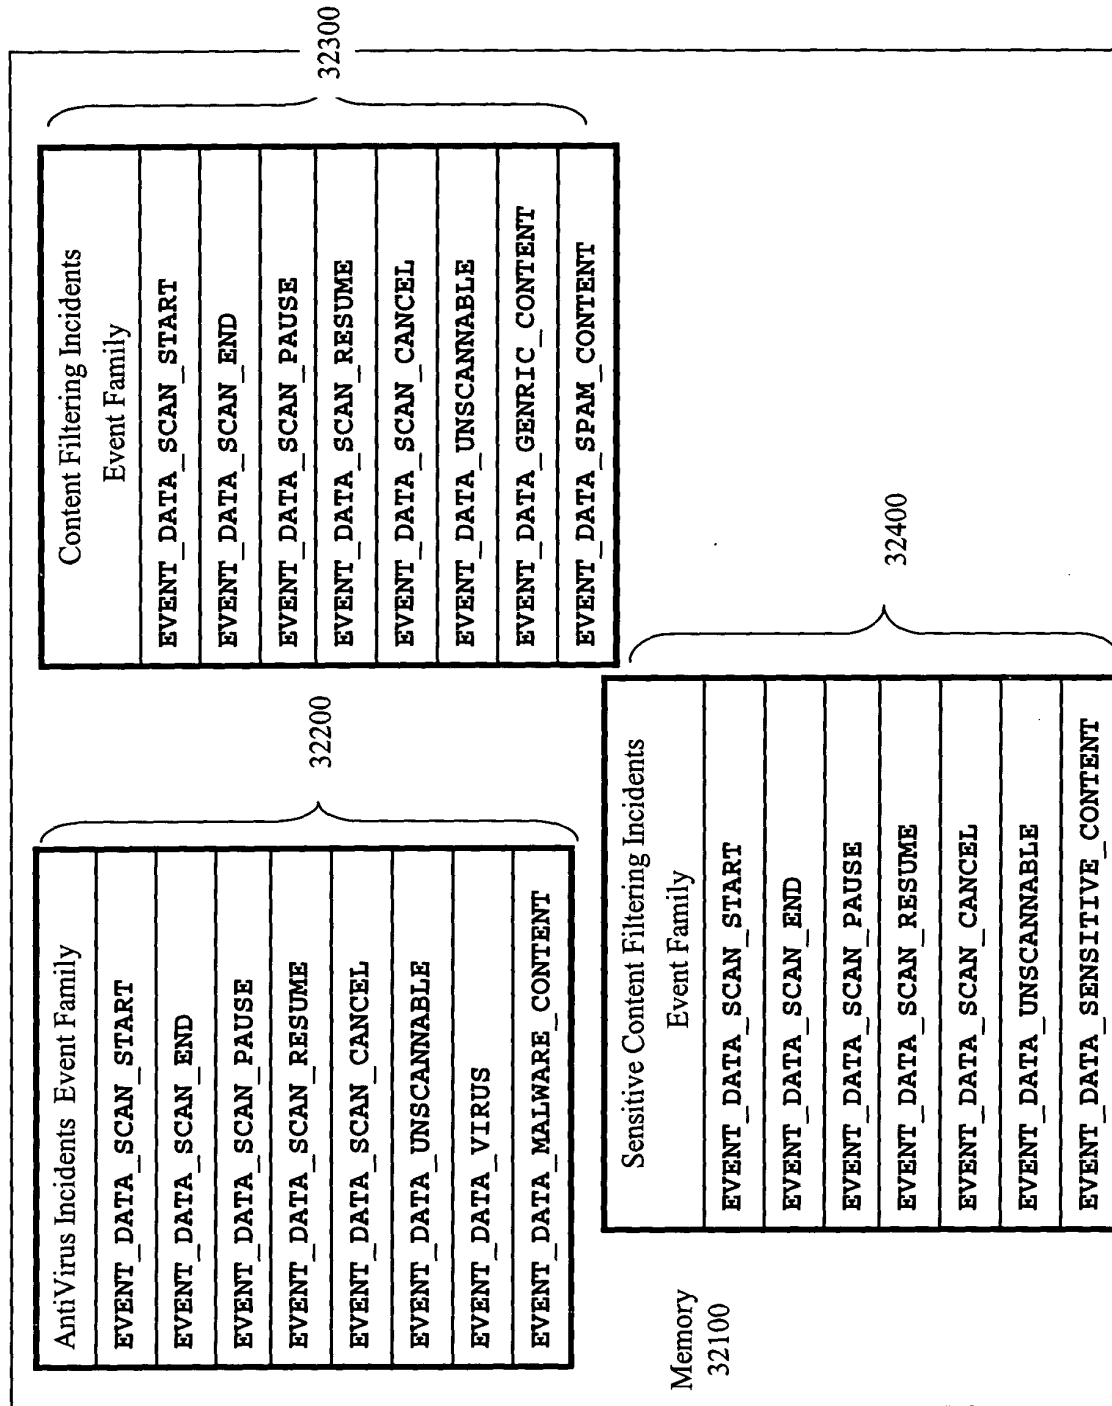 AntiVirus Incidents Event Family
EVENT_DATA_SCAN_START
EVENT_DATA_SCAN_END
EVENT_DATA_SCAN_PAUSE
EVENT_DATA_SCAN_RESUME
EVENT_DATA_SCAN_CANCEL
EVENT_DATA_UNSCANNABLE
EVENT_DATA_VIRUS
EVENT_DATA_MALWARE_CONTENT
32200
Content Filtering Incidents
Event Family
EVENT_DATA_SCAN_START
EVENT_DATA_SCAN_END
EVENT_DATA_SCAN_PAUSE
EVENT_DATA_SCAN_RESUME
EVENT_DATA_SCAN_CANCEL
EVENT_DATA_UNSCANNABLE
EVENT_DATA_GENRIC_CONTENT
EVENT_DATA_SPAM_CONTENT
32300
Memory
32100
Sensitive Content Filtering Incidents
Event Family
EVENT_DATA_SCAN_START
EVENT_DATA_SCAN_END
EVENT_DATA_SCAN_PAUSE
EVENT_DATA_SCAN_RESUME
EVENT_DATA_SCAN_CANCEL
EVENT_DATA_UNSCANNABLE
EVENT_DATA_SENSITIVE_CONTENT
32400